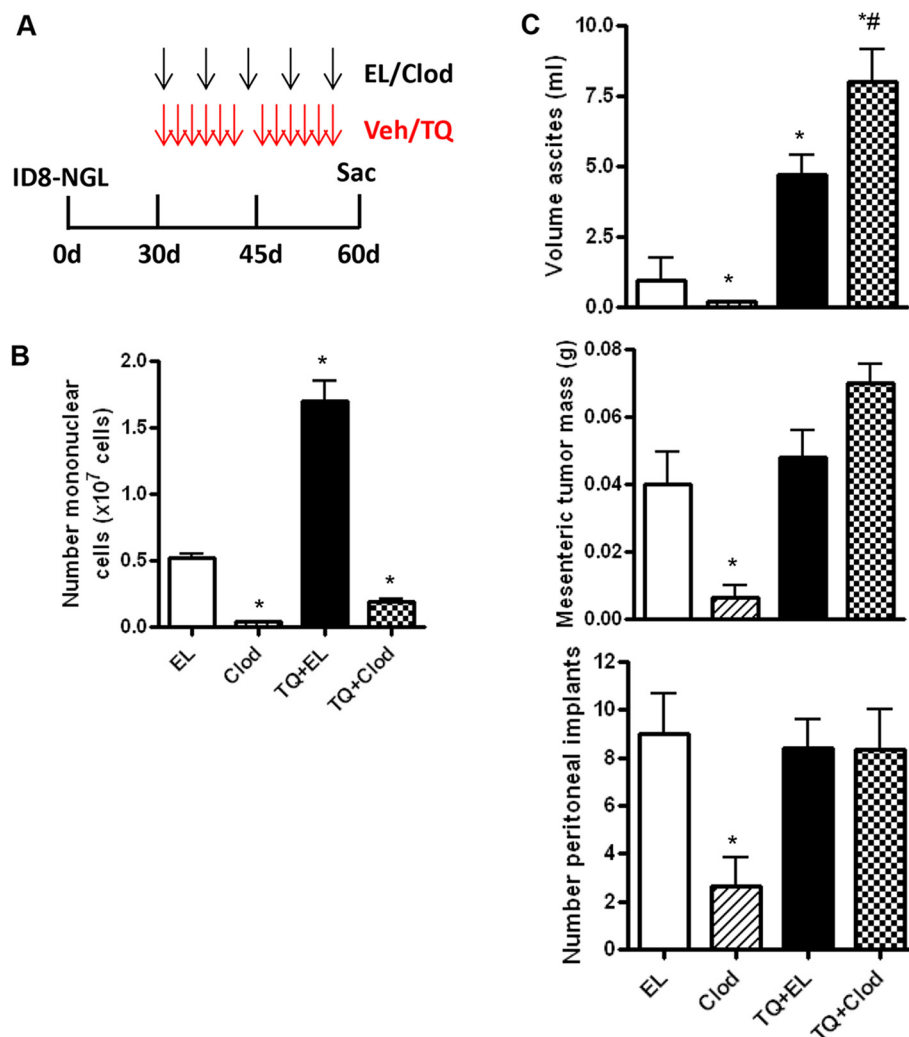 A
EL/Clod
Veh/TQ
ID8-NGL
Sac
0d 30d 45d 60d
B
Number mononuclear
cells (x10⁷ cells)
2.0
1.5
1.0
0.5
0.0
*
*
*
EL Clod TQ+EL TQ+Clod
C
Volume ascites (ml)
10.0
7.5
5.0
2.5
0.0
*
*
*#
Mesenteric tumor mass (g)
0.08
0.06
0.04
0.02
0.00
*
Number peritoneal implants
12
10
8
6
4
2
0
*
EL Clod TQ+EL TQ+Clod